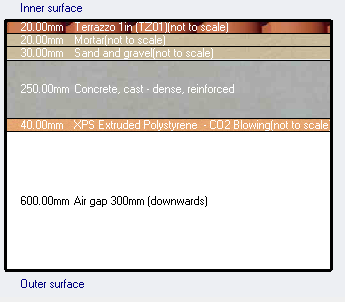 Inner surface
20.00mm Terrazzo 1in (TZ01)(not to scale)
20.00mm Mortar(not to scale)
30.00mm Sand and gravel(not to scale)
250.00mm Concrete, cast - dense, reinforced
40.00mm XPS Extruded Polystyrene - CO2 Blowing(not to scale
600.00mm Air gap 300mm (downwards)
Outer surface